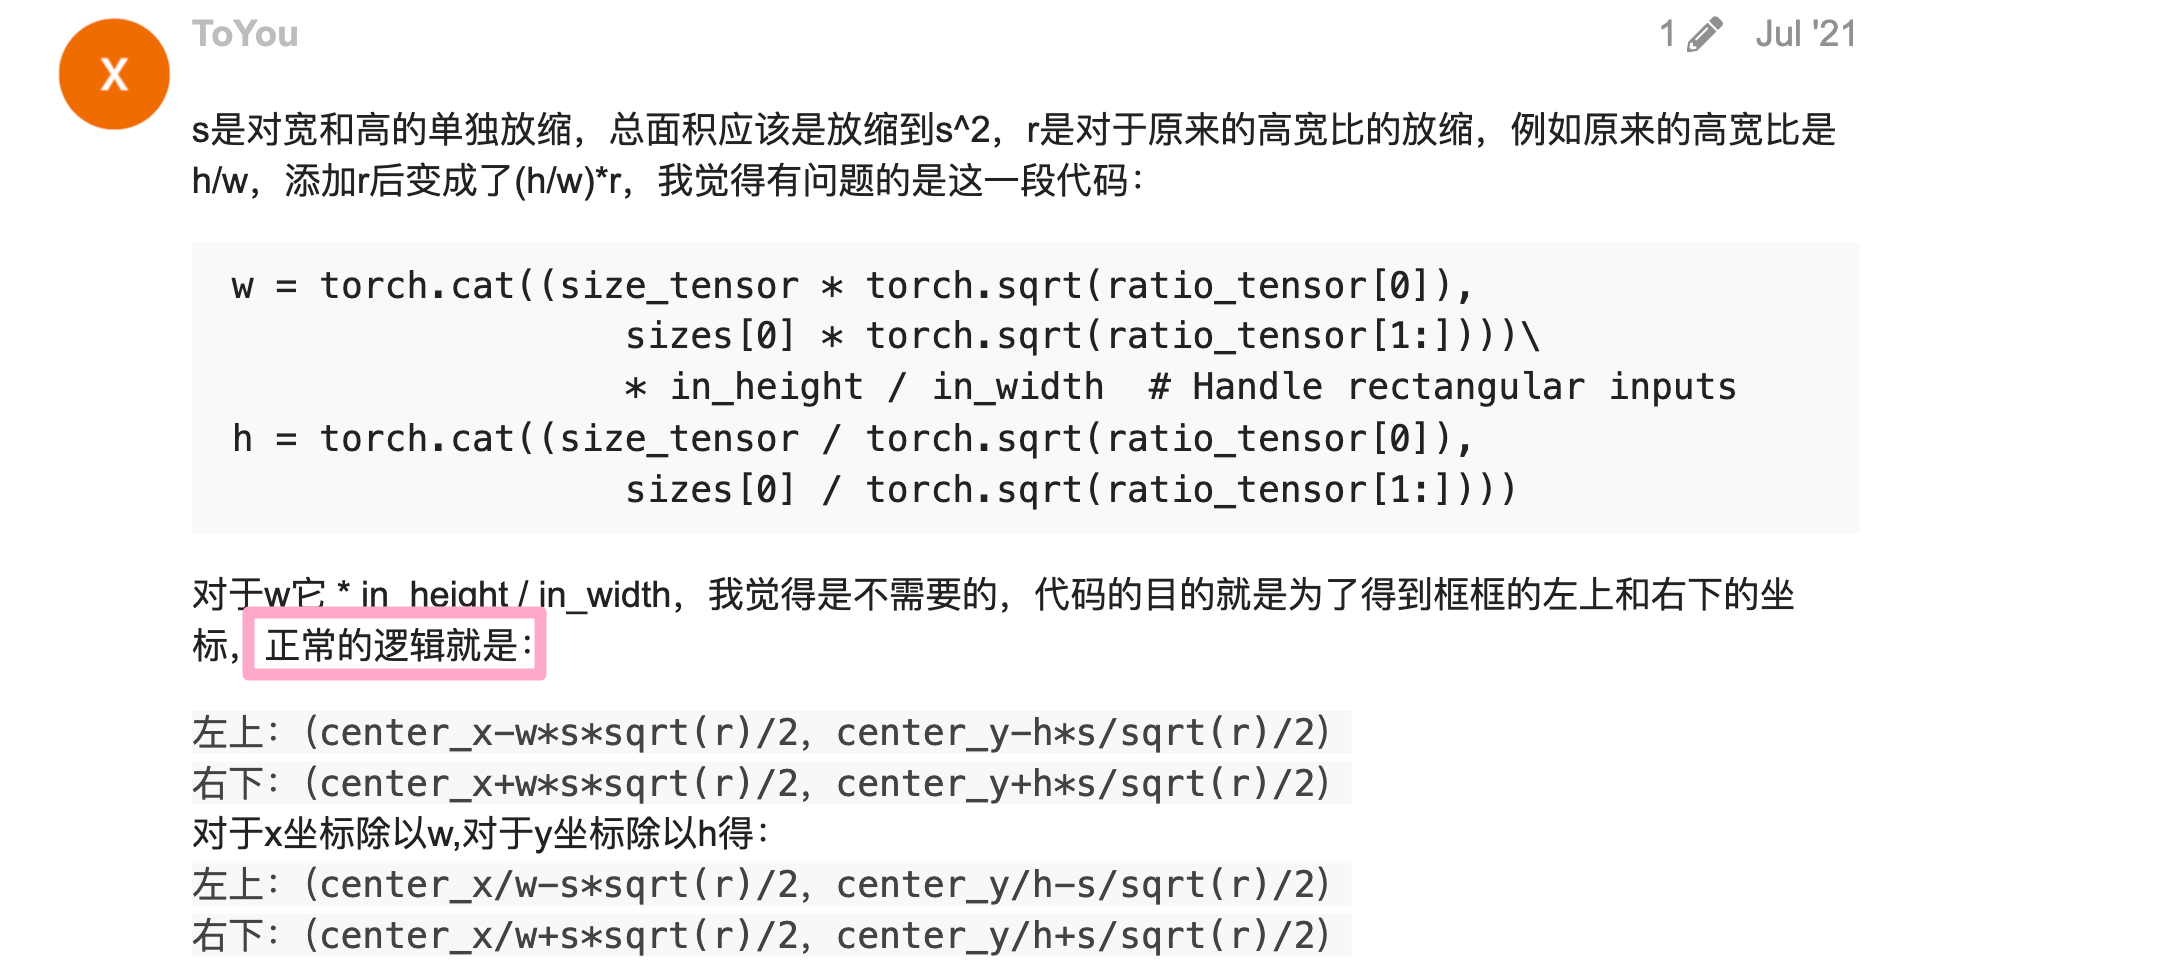 ToYou
1 Jul '21
X
s是对宽和高的单独放缩，总面积应该是放缩到s^2，r是对于原来的高宽比的放缩，例如原来的高宽比是
h/w，添加r后变成了(h/w)*r，我觉得有问题的是这一段代码：
w = torch.cat((size_tensor * torch.sqrt(ratio_tensor[0]),
sizes[0] * torch.sqrt(ratio_tensor[1:])))\
* in_height / in_width  # Handle rectangular inputs
h = torch.cat((size_tensor / torch.sqrt(ratio_tensor[0]),
sizes[0] / torch.sqrt(ratio_tensor[1:])))
对于w它 * in_height / in_width，我觉得是不需要的，代码的目的就是为了得到框框的左上和右下的坐
标，正常的逻辑就是：
左上：(center_x-w*s*sqrt(r)/2, center_y-h*s/sqrt(r)/2)
右下：(center_x+w*s*sqrt(r)/2, center_y+h*s/sqrt(r)/2)
对于x坐标除以w,对于y坐标除以h得：
左上：(center_x/w-s*sqrt(r)/2, center_y/h-s/sqrt(r)/2)
右下：(center_x/w+s*sqrt(r)/2, center_y/h+s/sqrt(r)/2)